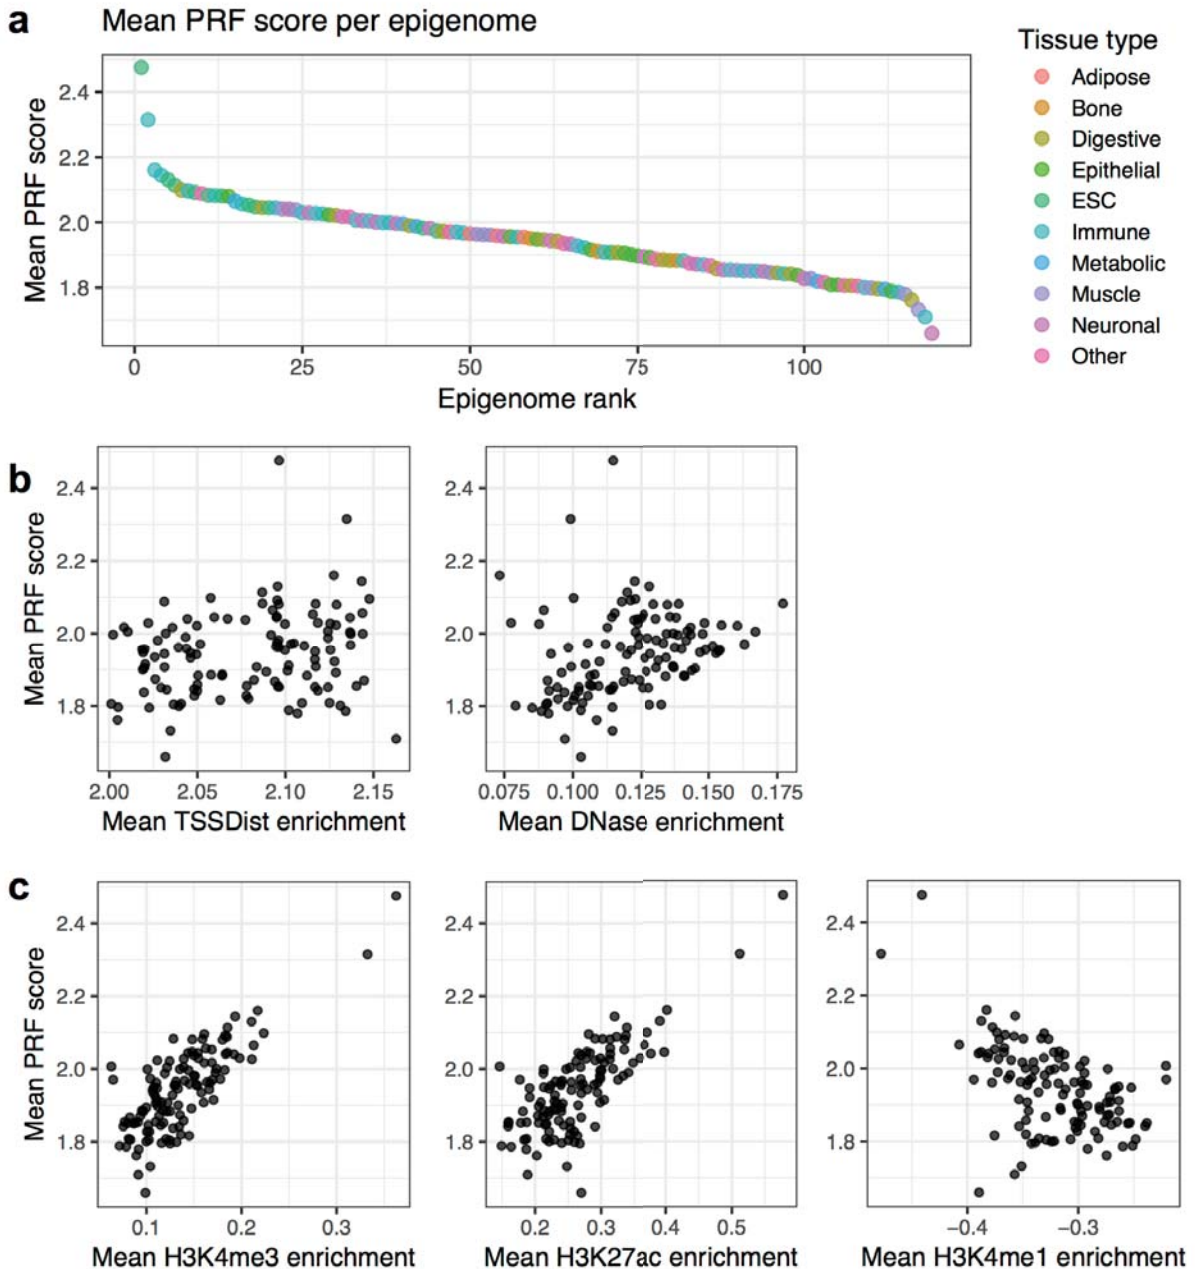 a
Mean PRF score per epigenome
Mean PRF score
2.4
2.2
2.0
1.8
0 25 50 75 100
Epigenome rank
Tissue type
Adipose
Bone
Digestive
Epithelial
ESC
Immune
Metabolic
Muscle
Neuronal
Other
b
Mean PRF score
2.4
2.2
2.0
1.8
2.00 2.05 2.10 2.15
Mean TSSDist enrichment
2.4
2.2
2.0
1.8
0.075 0.100 0.125 0.150 0.175
Mean DNase enrichment
c
Mean PRF score
2.4
2.2
2.0
1.8
0.1 0.2 0.3
Mean H3K4me3 enrichment
2.4
2.2
2.0
1.8
0.2 0.3 0.4 0.5
Mean H3K27ac enrichment
2.4
2.2
2.0
1.8
−0.4 −0.3
Mean H3K4me1 enrichment